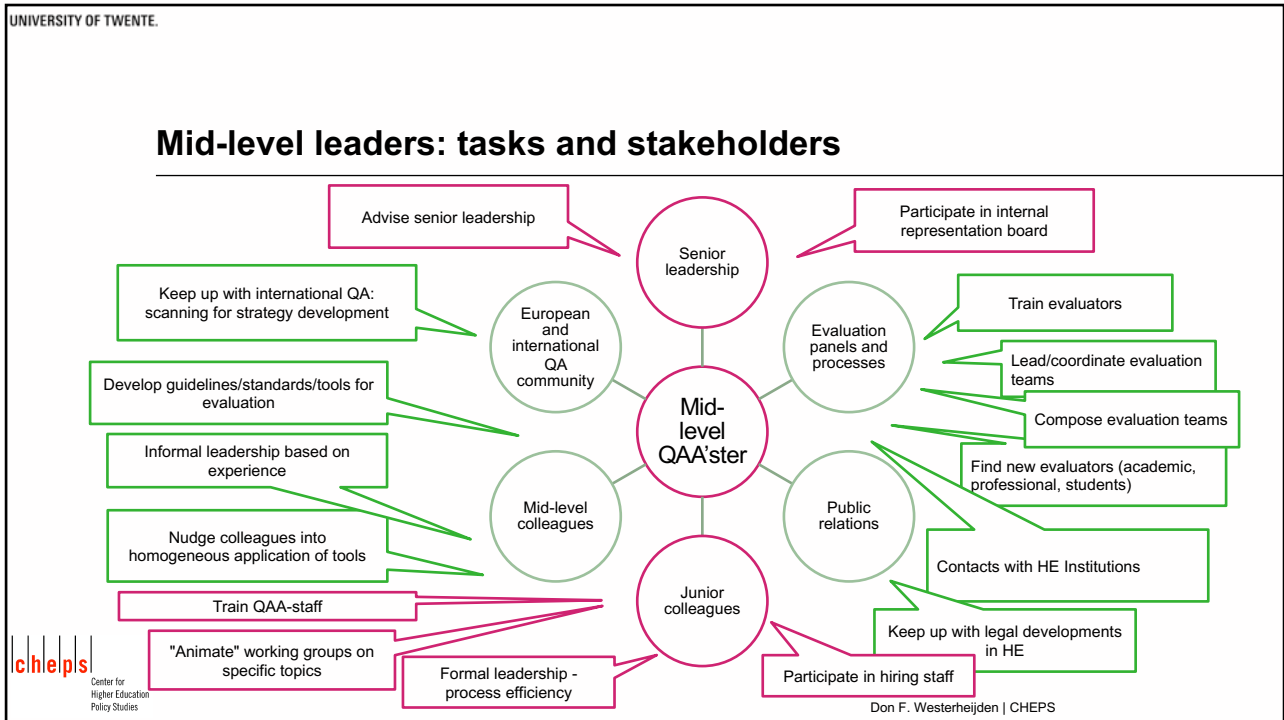 UNIVERSITY OF TWENTE.
Mid-level leaders: tasks and stakeholders
Advise senior leadership
Senior
leadership
Participate in internal
representation board
Keep up with international QA:
scanning for strategy development
European
and
international
QA
community
Evaluation
panels and
processes
Train evaluators
Lead/coordinate evaluation
teams
Develop guidelines/standards/tools for
evaluation
Mid-
level
QAA'ster
Compose evaluation teams
Informal leadership based on
experience
Find new evaluators (academic,
professional, students)
Mid-level
colleagues
Public
relations
Nudge colleagues into
homogeneous application of tools
Contacts with HE Institutions
Train QAA-staff
Junior
colleagues
Keep up with legal developments
in HE
"Animate" working groups on
specific topics
Formal leadership -
process efficiency
Participate in hiring staff
cheps
Center for
Higher Education
Policy Studies
Don F. Westerheijden | CHEPS